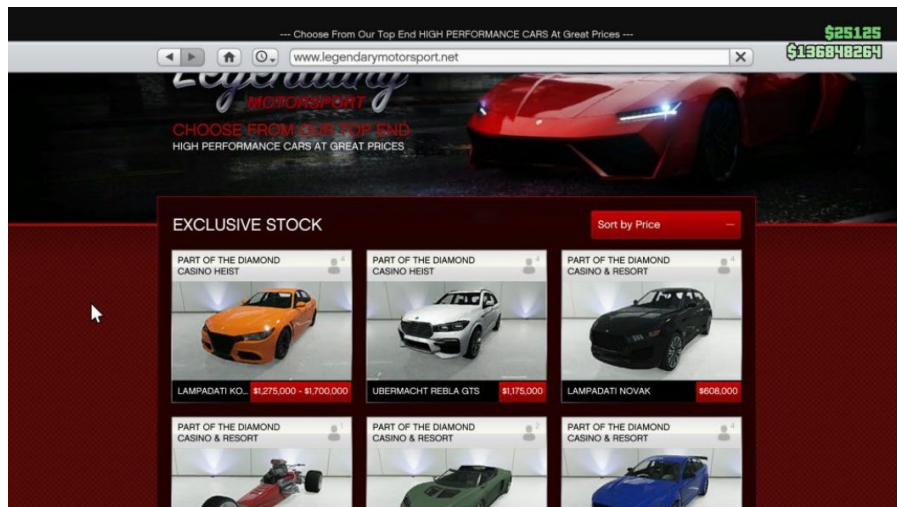 --- Choose From Our Top End HIGH PERFORMANCE CARS At Great Prices ---
$25125
$136848264
www.legendarymotorsport.net
Legendary
MOTORSPORT
CHOOSE FROM OUR TOP END
HIGH PERFORMANCE CARS AT GREAT PRICES
EXCLUSIVE STOCK
Sort by Price
PART OF THE DIAMOND
CASINO HEIST
4
PART OF THE DIAMOND
CASINO HEIST
4
PART OF THE DIAMOND
CASINO & RESORT
4
LAMPADATI KO... $1,275,000 - $1,700,000
UBERMACHT REBLA GTS $1,175,000
LAMPADATI NOVAK $608,000
PART OF THE DIAMOND
CASINO & RESORT
1
PART OF THE DIAMOND
CASINO & RESORT
2
PART OF THE DIAMOND
CASINO & RESORT
4